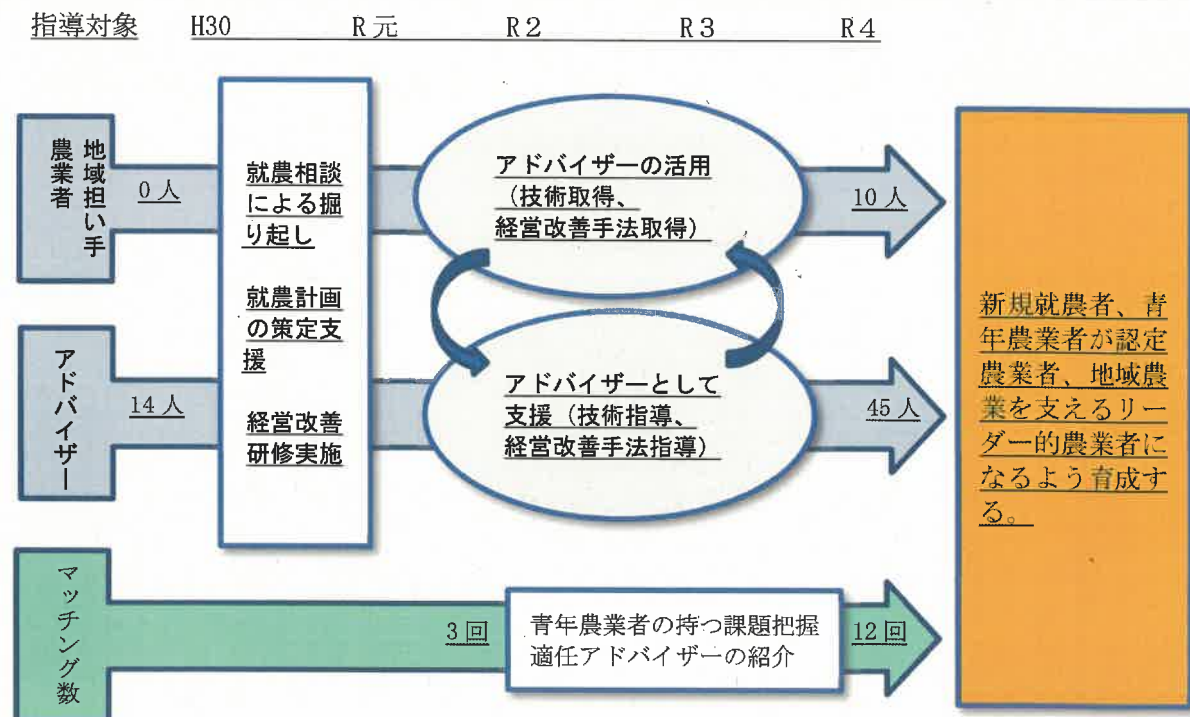 指導対象 H30 R元 R2 R3 R4
地域担い手
農業者
0人
就農相談
による掘
り起し
就農計画
の策定支
援
経営改善
研修実施
アドバイザーの活用
(技術取得、
経営改善手法取得)
10人
アドバイザー
14人
アドバイザーとして
支援(技術指導、
経営改善手法指導)
45人
マッチング数
3回
青年農業者の持つ課題把握
適任アドバイザーの紹介
12回
新規就農者、青
年農業者が認定
農業者、地域農
業を支えるリー
ダー的農業者に
なるよう育成す
る。